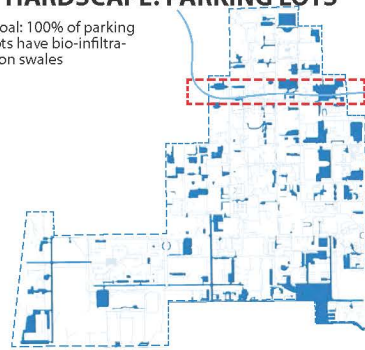 HARDSCAPE: PARKING LOTS
oal: 100% of parking
ots have bio-infiltra-
on swales